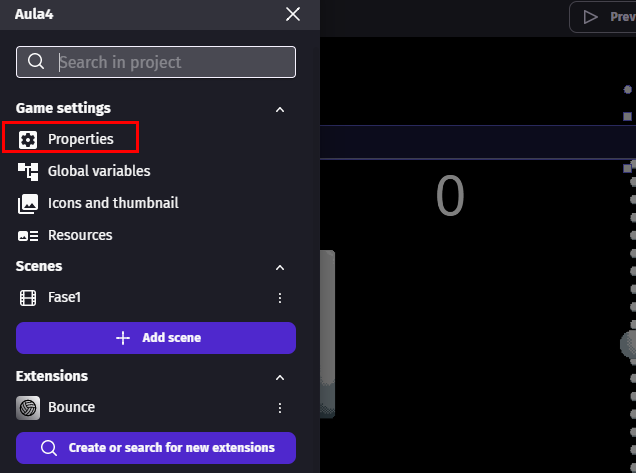 Aula4
Prev
Search in project
Game settings
Properties
Global variables
Icons and thumbnail
Resources
Scenes
Fase1
Add scene
Extensions
Bounce
Create or search for new extensions
0